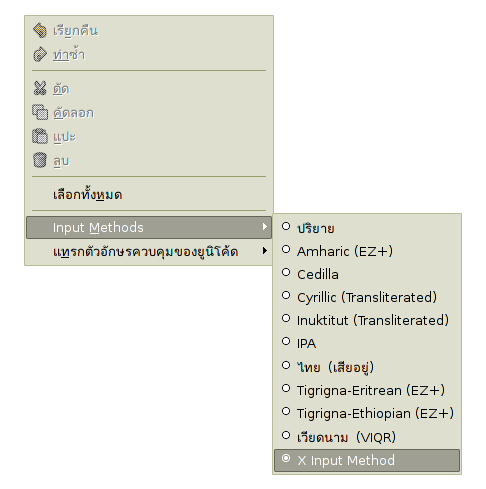 เรียกคืน
ทำซ้ำ
ตัด
คัดลอก
แปะ
ลบ
เลือกทั้งหมด
Input Methods
แทรกตัวอักษรควบคุมของยูนิโค้ด
ปริยาย
Amharic (EZ+)
Cedilla
Cyrillic (Transliterated)
Inuktitut (Transliterated)
IPA
ไทย (เสียอยู่)
Tigrigna-Eritrean (EZ+)
Tigrigna-Ethiopian (EZ+)
เวียดนาม (VIQR)
X Input Method